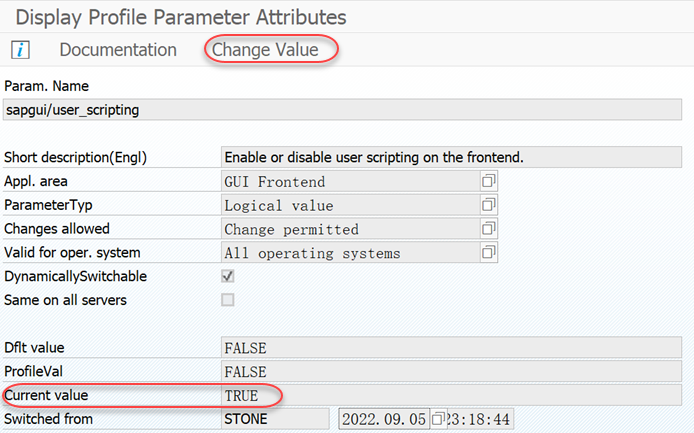 Display Profile Parameter Attributes
i Documentation Change Value
Param. Name
sapgui/user_scripting
Short description(Engl) Enable or disable user scripting on the frontend.
Appl. area GUI Frontend
ParameterTyp Logical value
Changes allowed Change permitted
Valid for oper. system All operating systems
DynamicallySwitchable
Same on all servers
Dflt value FALSE
ProfileVal FALSE
Current value TRUE
Switched from STONE 2022.09.05 23:18:44